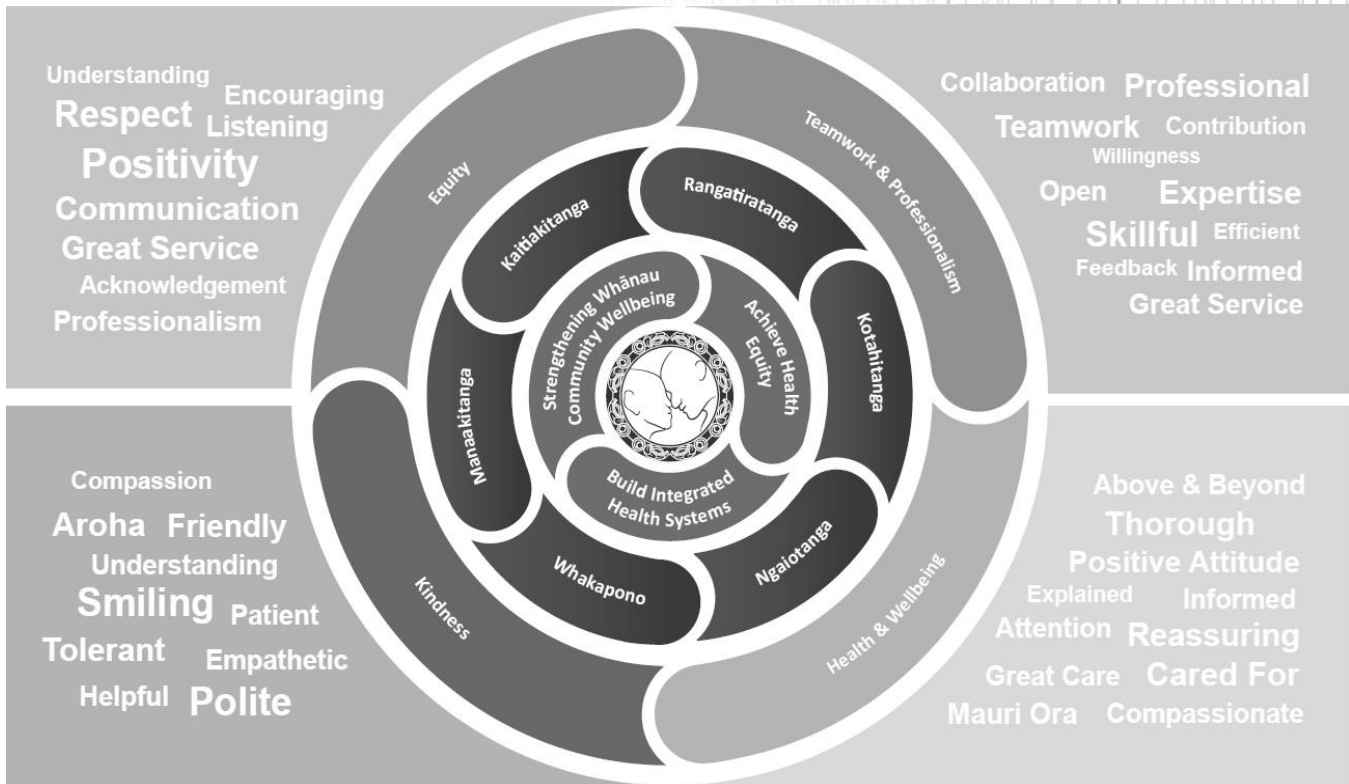 Understanding
Encouraging
Respect
Listening
Positivity
Communication
Great Service
Acknowledgement
Professionalism
Collaboration
Professional
Teamwork
Contribution
Willingness
Open
Expertise
Skillful
Efficient
Feedback
Informed
Great Service
Equity
Teamwork & Professionalism
Kaitiakitanga
Rangatiratanga
Kotahitanga
Manaakitanga
Whakapono
Ngaiotanga
Strengthening Whānau
Community Wellbeing
Achieve Health
Equity
Build Integrated
Health Systems
Kindness
Health & Wellbeing
Compassion
Aroha
Friendly
Understanding
Smiling
Patient
Tolerant
Empathetic
Helpful
Polite
Above & Beyond
Thorough
Positive Attitude
Explained
Informed
Attention
Reassuring
Great Care
Cared For
Mauri Ora
Compassionate